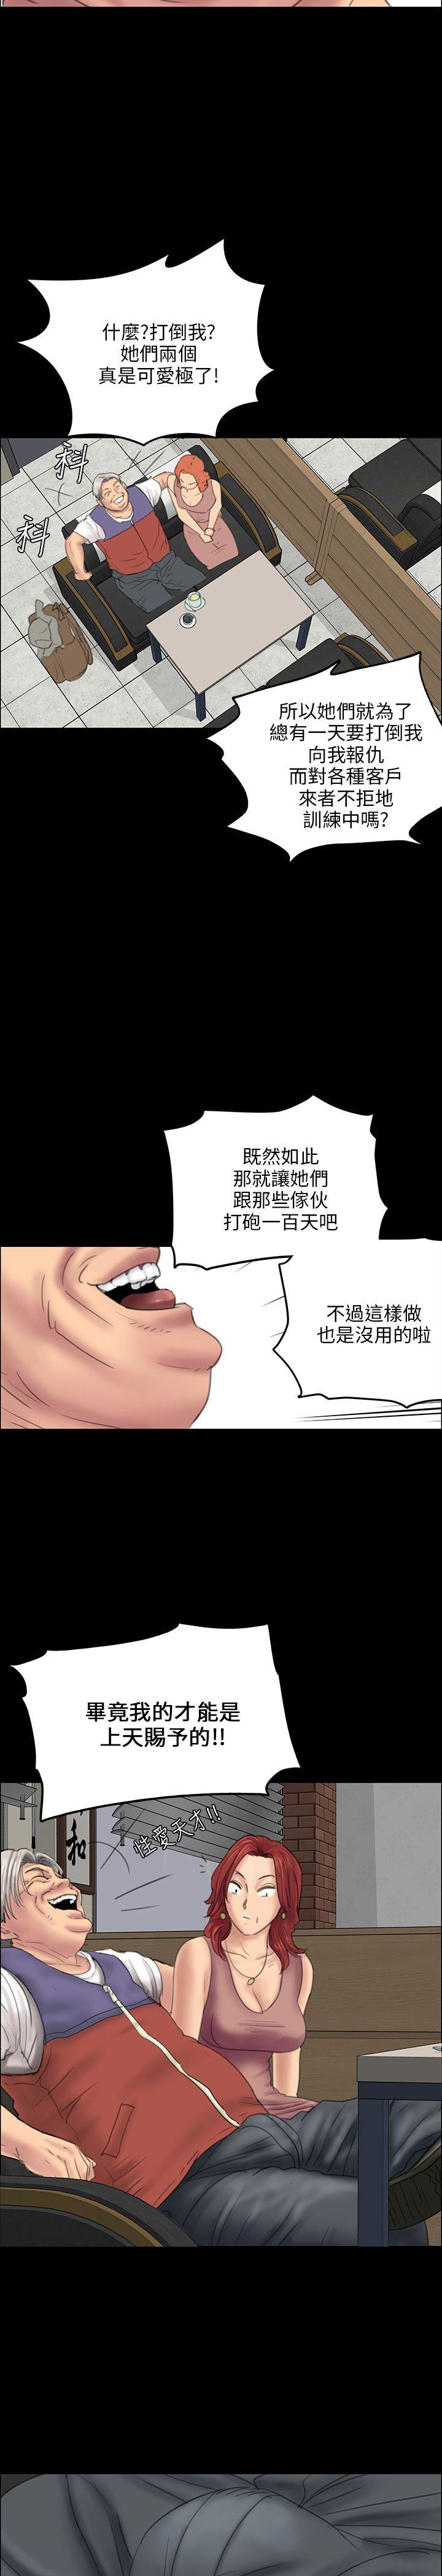 什麼?打倒我?
她們兩個
真是可愛極了!
科
科
所以她們就為了
總有一天要打倒我
向我報仇
而對各種客戶
來者不拒地
訓練中嗎?
既然如此
那就讓她們
跟那些傢伙
打砲一百天吧
不過這樣做
也是沒用的啦
畢竟我的才能是
上天賜予的!!
性愛天才!!
和